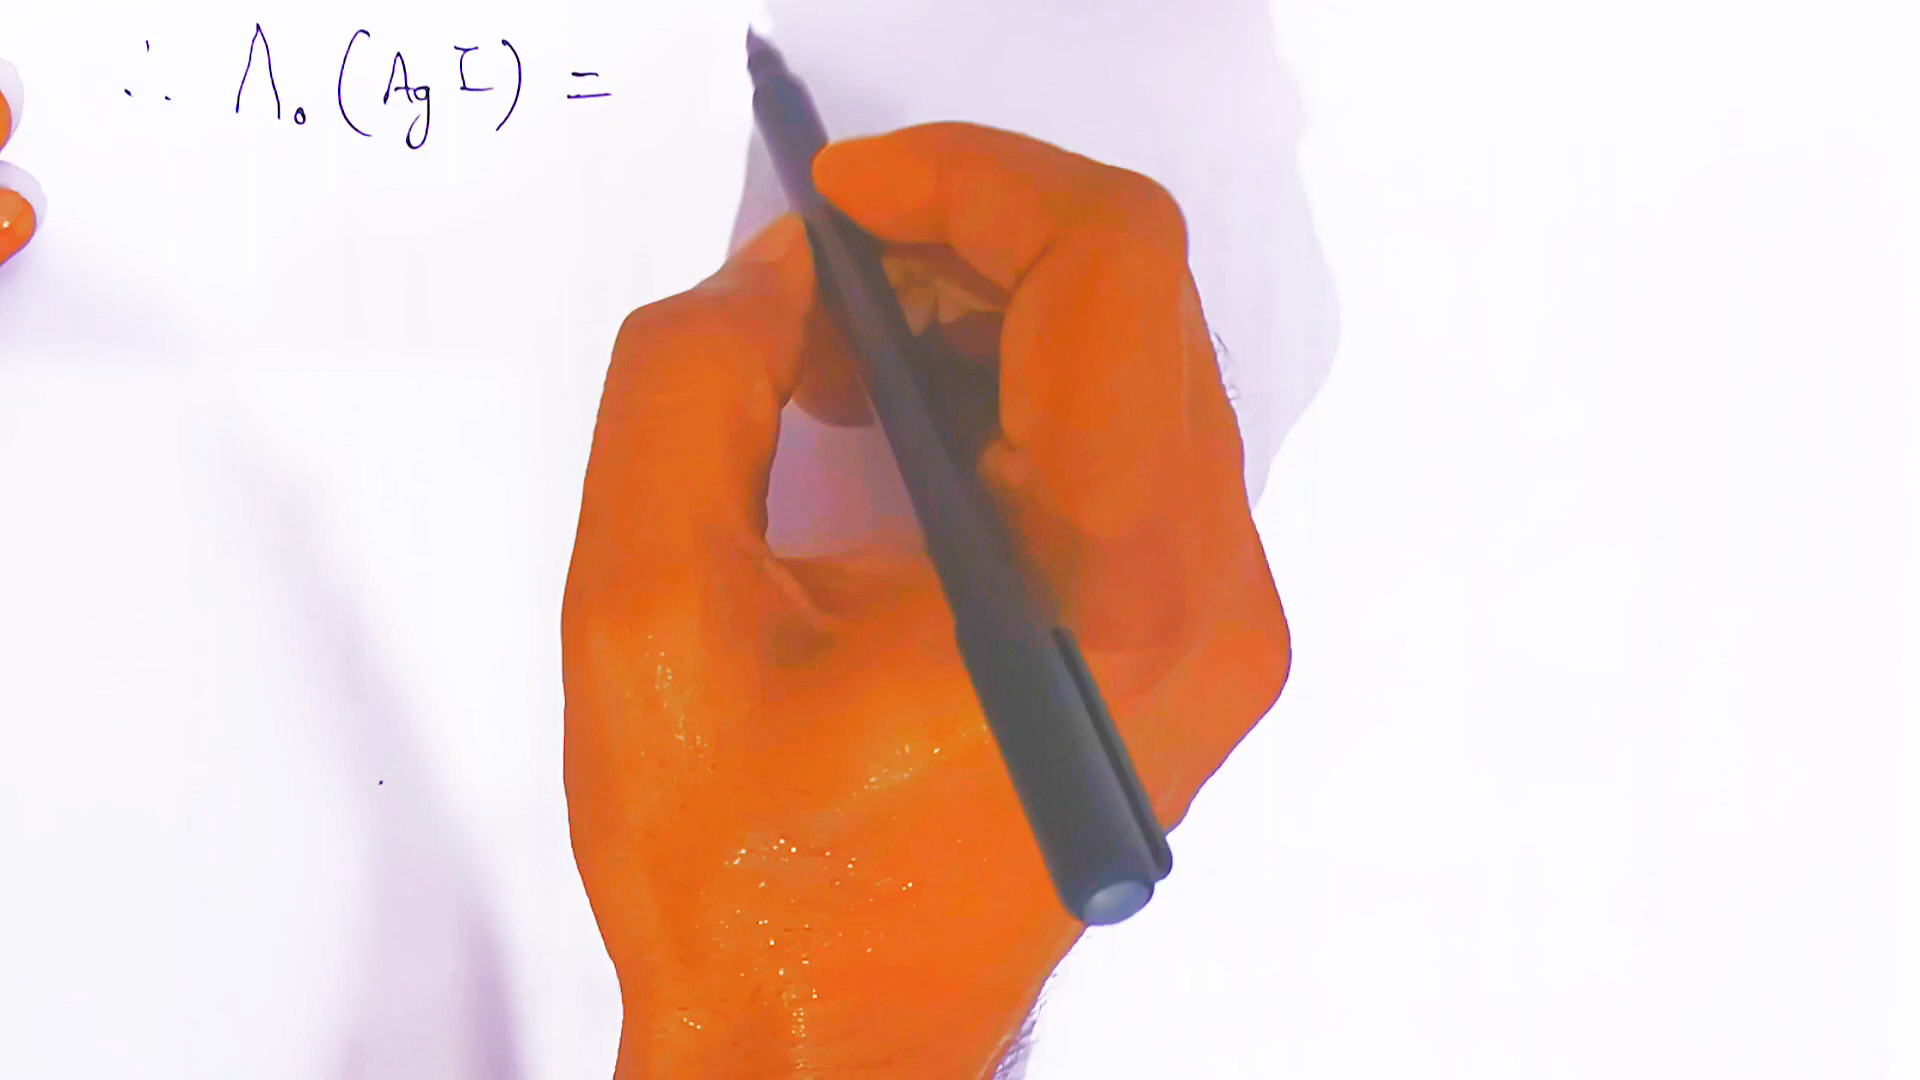 ∴ Λ₀ (AgI) =